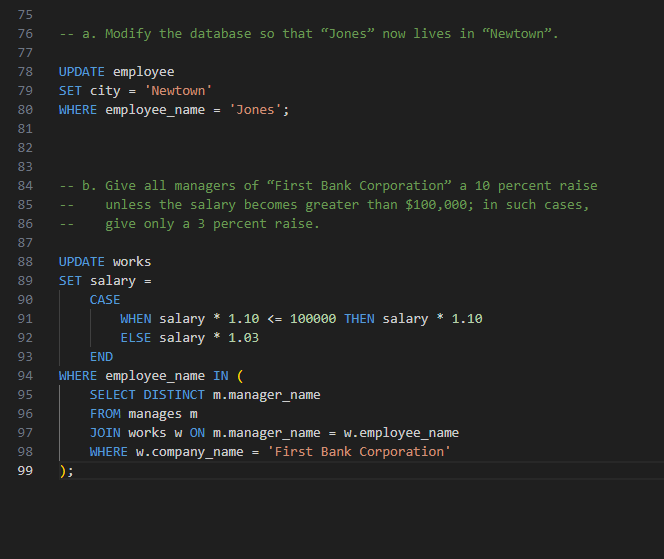 75
76 -- a. Modify the database so that “Jones” now lives in “Newtown”.
77
78 UPDATE employee
79 SET city = 'Newtown'
80 WHERE employee_name = 'Jones';
81
82
83
84 -- b. Give all managers of “First Bank Corporation” a 10 percent raise
85 --    unless the salary becomes greater than $100,000; in such cases,
86 --    give only a 3 percent raise.
87
88 UPDATE works
89 SET salary =
90     CASE
91         WHEN salary * 1.10 <= 100000 THEN salary * 1.10
92         ELSE salary * 1.03
93     END
94 WHERE employee_name IN (
95     SELECT DISTINCT m.manager_name
96     FROM manages m
97     JOIN works w ON m.manager_name = w.employee_name
98     WHERE w.company_name = 'First Bank Corporation'
99 );